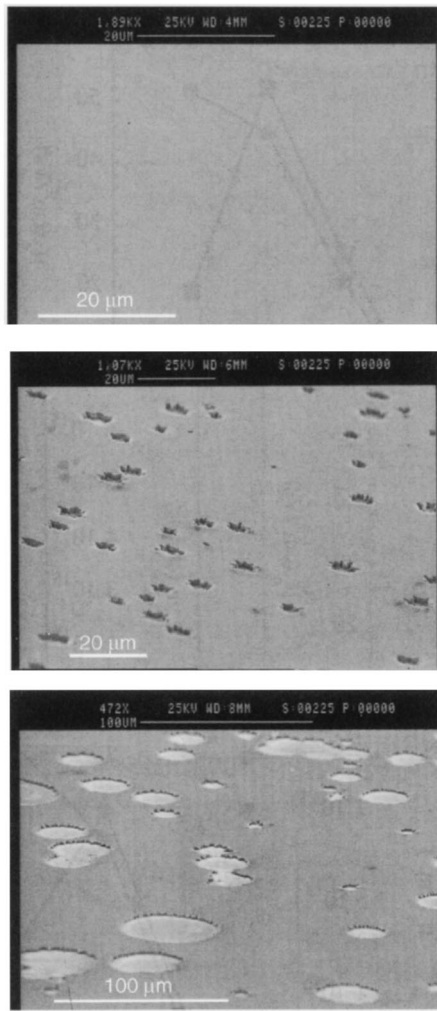 1.89KX 25KV WD:4MM S:00225 P:00000
20UM
20 µm
1.07KX 25KV WD:6MM S:00225 P:00000
20UM
20 µm
472X 25KV WD:8MM S:00225 P:00000
100UM
100 µm